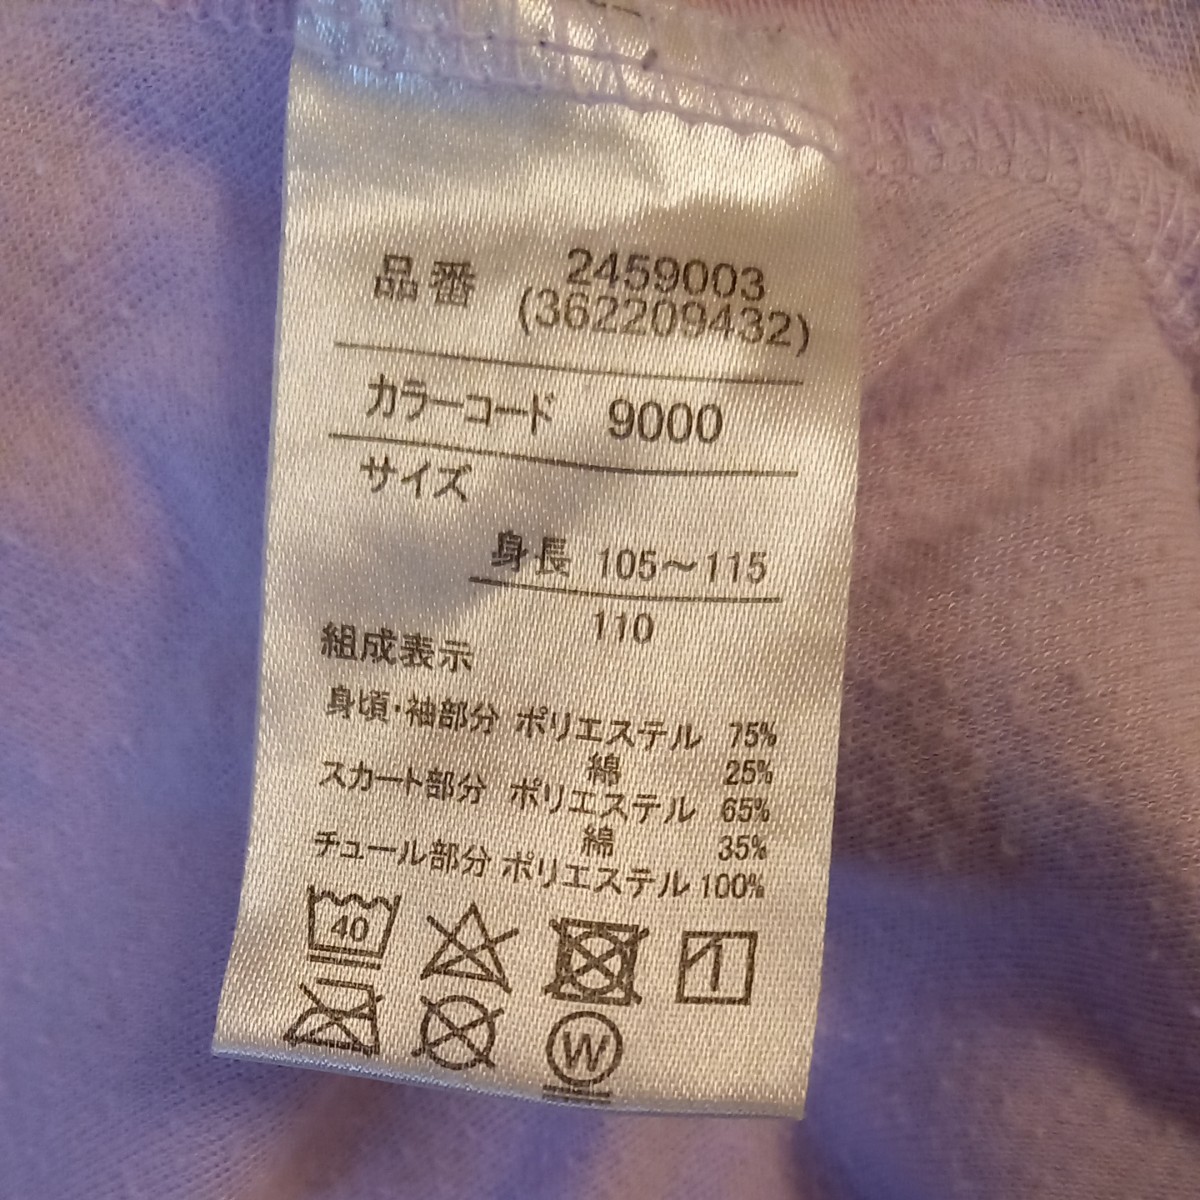 品番 2459003
(362209432)
カラーコード 9000
サイズ
身長 105～115
110
組成表示
身頃・袖部分 ポリエステル 75%
綿 25%
スカート部分 ポリエステル 65%
綿 35%
チュール部分 ポリエステル 100%
40
1
W